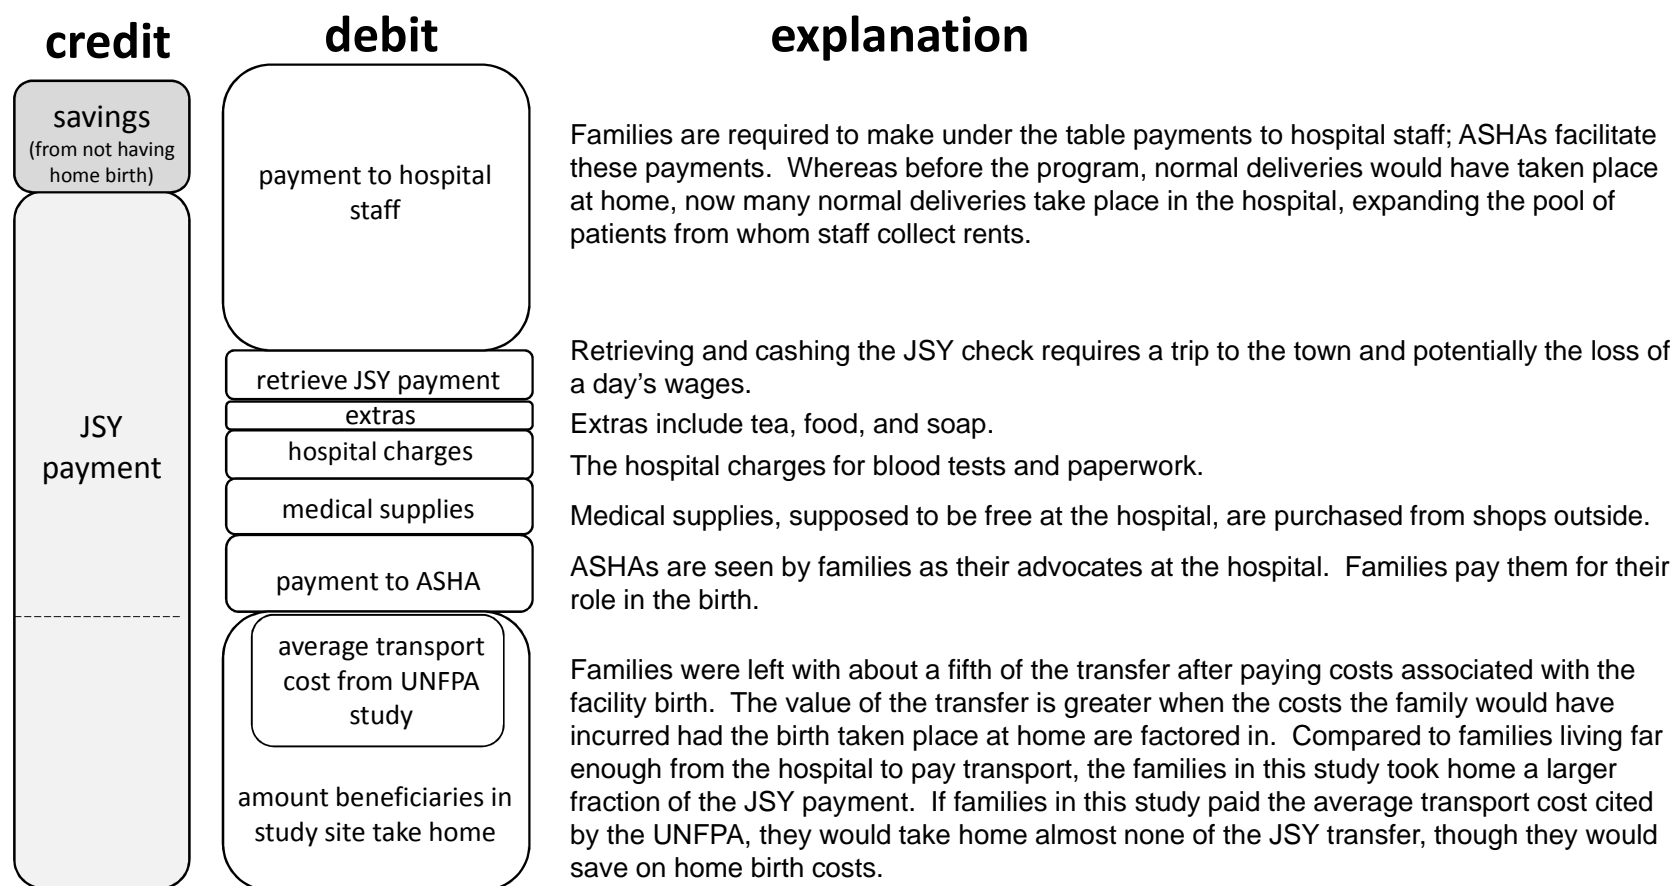 credit
debit
explanation
savings
(from not having
home birth)
JSY
payment
payment to hospital
staff
retrieve JSY payment
extras
hospital charges
medical supplies
payment to ASHA
average transport
cost from UNFPA
study
amount beneficiaries in
study site take home
Families are required to make under the table payments to hospital staff; ASHAs facilitate
these payments.  Whereas before the program, normal deliveries would have taken place
at home, now many normal deliveries take place in the hospital, expanding the pool of
patients from whom staff collect rents.
Retrieving and cashing the JSY check requires a trip to the town and potentially the loss of
a day’s wages.
Extras include tea, food, and soap.
The hospital charges for blood tests and paperwork.
Medical supplies, supposed to be free at the hospital, are purchased from shops outside.
ASHAs are seen by families as their advocates at the hospital.  Families pay them for their
role in the birth.
Families were left with about a fifth of the transfer after paying costs associated with the
facility birth.  The value of the transfer is greater when the costs the family would have
incurred had the birth taken place at home are factored in.  Compared to families living far
enough from the hospital to pay transport, the families in this study took home a larger
fraction of the JSY payment.  If families in this study paid the average transport cost cited
by the UNFPA, they would take home almost none of the JSY transfer, though they would
save on home birth costs.